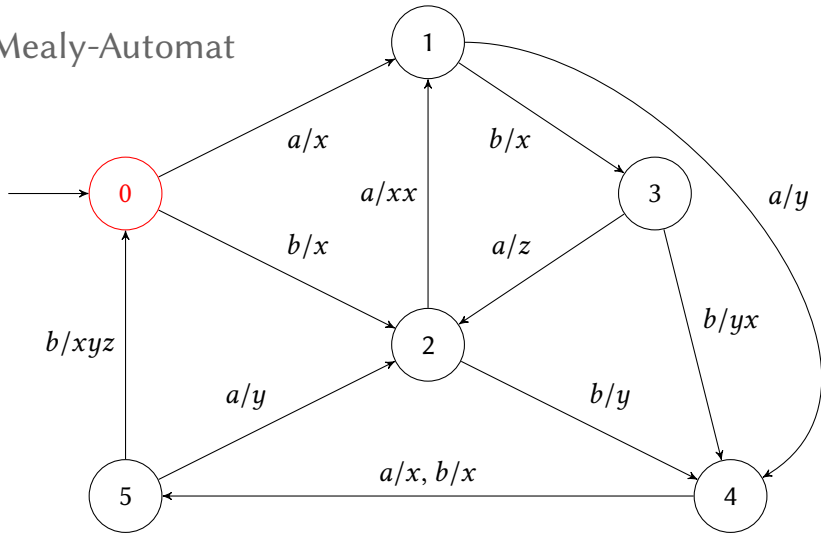 Mealy-Automat
1
a/x
b/x
0
3
a/xx
a/y
b/x
a/z
b/xyz
2
b/yx
a/y
b/y
a/x, b/x
5
4